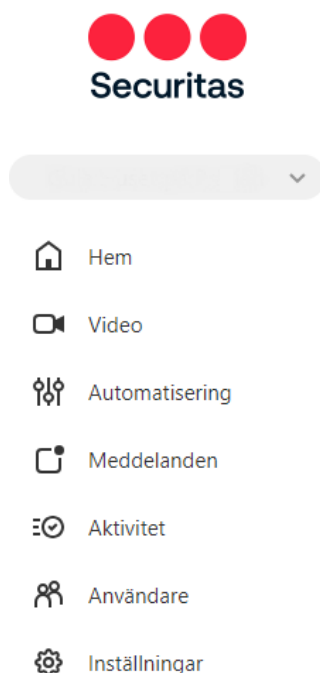 Securitas
Hem
Video
Automatisering
Meddelanden
Aktivitet
Användare
Inställningar